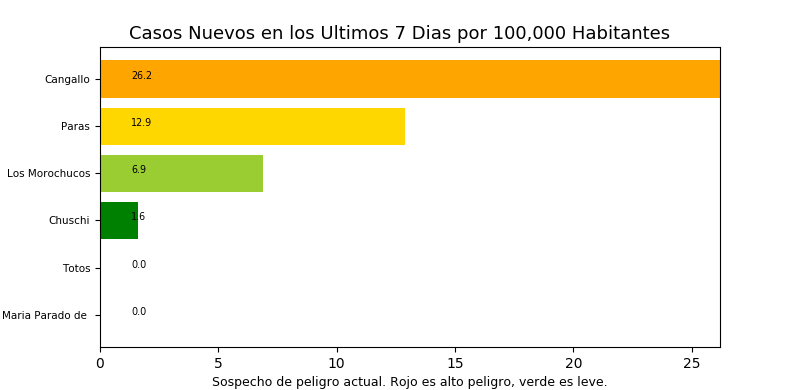 Casos Nuevos en los Ultimos 7 Dias por 100,000 Habitantes
Cangallo 26.2
Paras 12.9
Los Morochucos 6.9
Chuschi 1.6
Totos 0.0
Maria Parado de 0.0
0 5 10 15 20 25
Sospecho de peligro actual. Rojo es alto peligro, verde es leve.